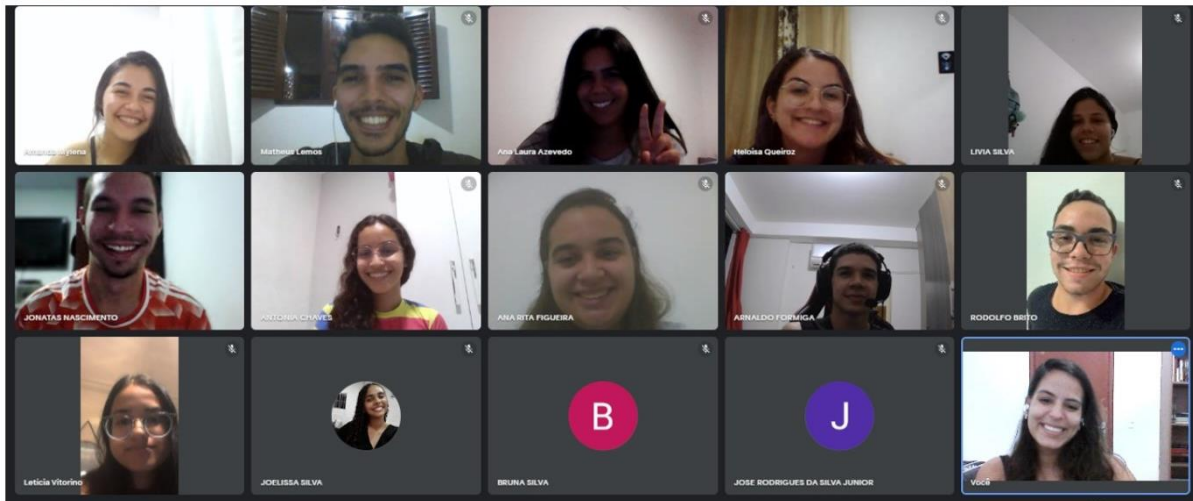 Matheus Lemos
Ana Laura Azevedo
Heloisa Queiroz
LIVIA SILVA
JONATAS NASCIMENTO
ANTONIA CHAVES
ANA RITA FIGUEIRA
ARNALDO FORMIGA
RODOLFO BRITO
Letícia Vitorino
JOELISSA SILVA
B
BRUNA SILVA
J
JOSE RODRIGUES DA SILVA JUNIOR
Você